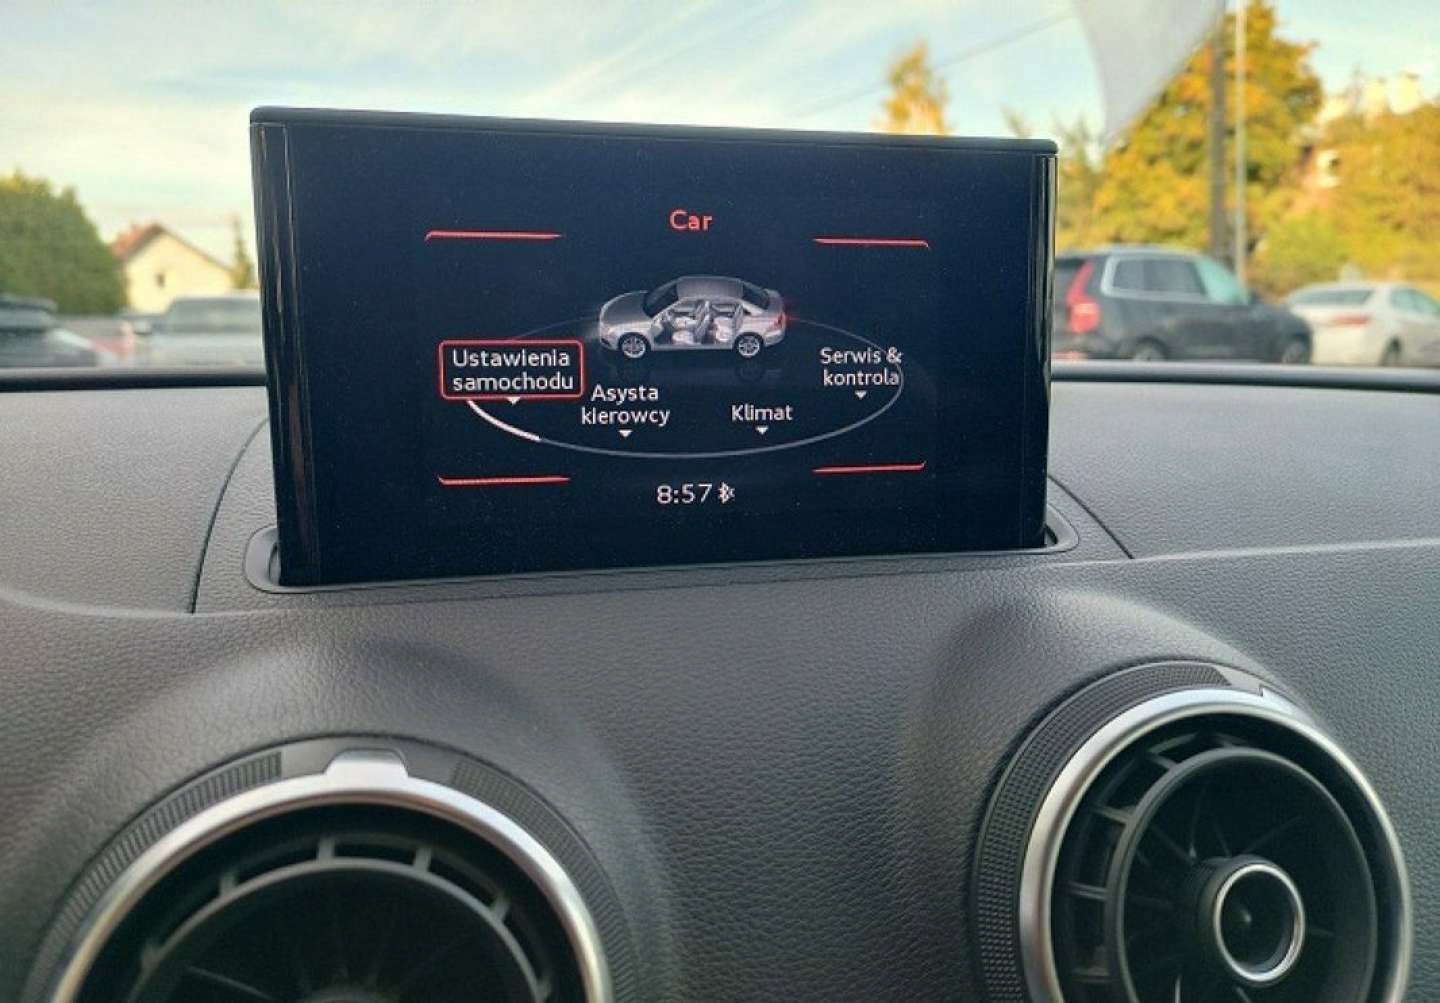 Car
Ustawienia
samochodu
Asysta
kierowcy
Klimat
Serwis &
kontrola
8:57